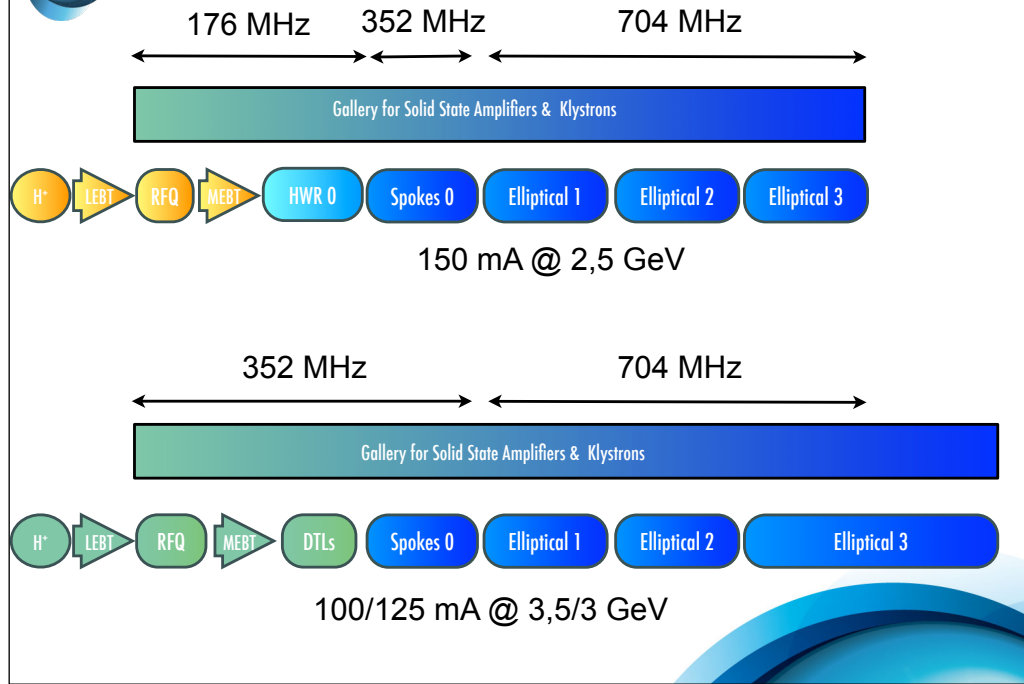 176 MHz 352 MHz 704 MHz
Gallery for Solid State Amplifiers & Klystrons
H⁺ LEBT RFQ MEBT HWR 0 Spokes 0 Elliptical 1 Elliptical 2 Elliptical 3
150 mA @ 2,5 GeV
352 MHz 704 MHz
Gallery for Solid State Amplifiers & Klystrons
H⁺ LEBT RFQ MEBT DTLs Spokes 0 Elliptical 1 Elliptical 2 Elliptical 3
100/125 mA @ 3,5/3 GeV